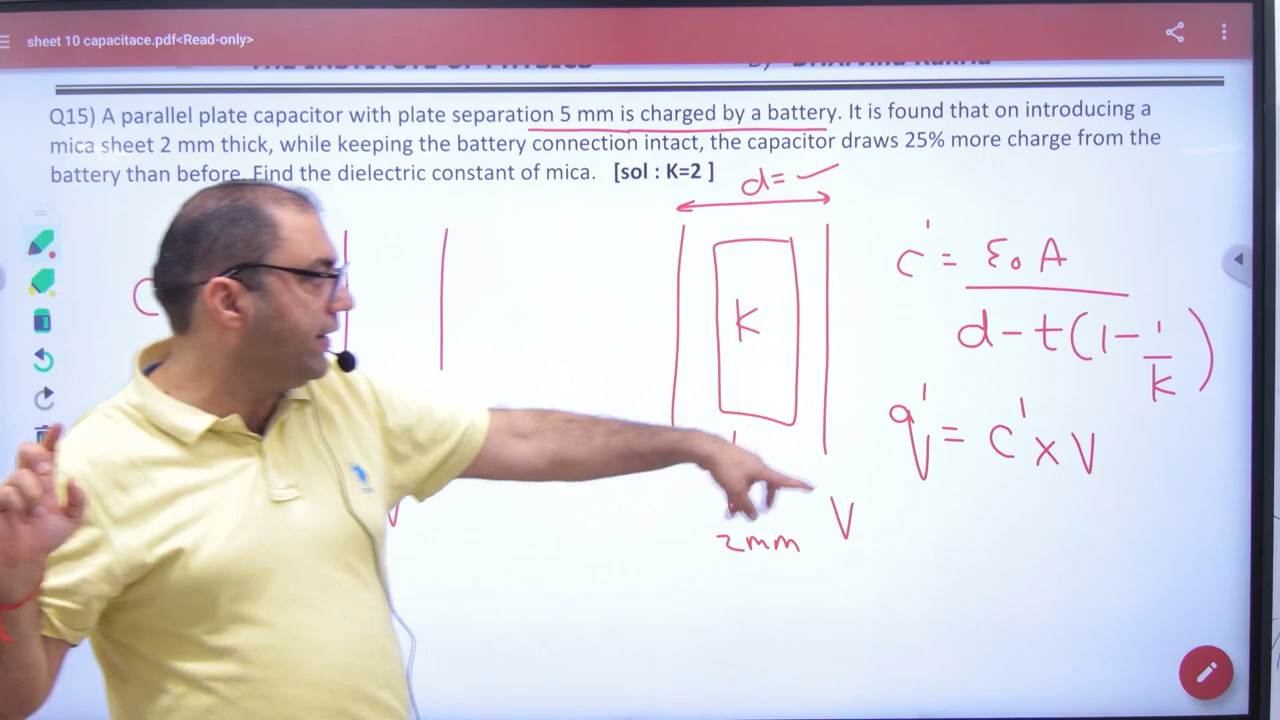 sheet 10 capacitace.pdf<Read-only>
Q15) A parallel plate capacitor with plate separation 5 mm is charged by a battery. It is found that on introducing a
mica sheet 2 mm thick, while keeping the battery connection intact, the capacitor draws 25% more charge from the
battery than before. Find the dielectric constant of mica. [sol : K=2 ]
d=
C
K
2mm
V
C' = ε₀ A
d - t(1 - 1/K)
q' = C' x V